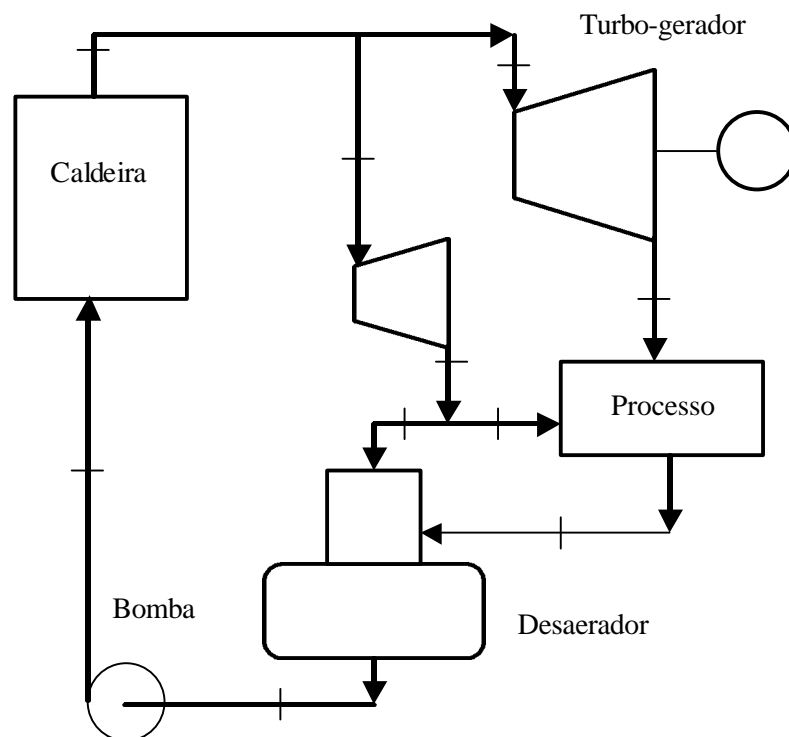 Turbo-gerador
Caldeira
Processo
Bomba
Desaerador